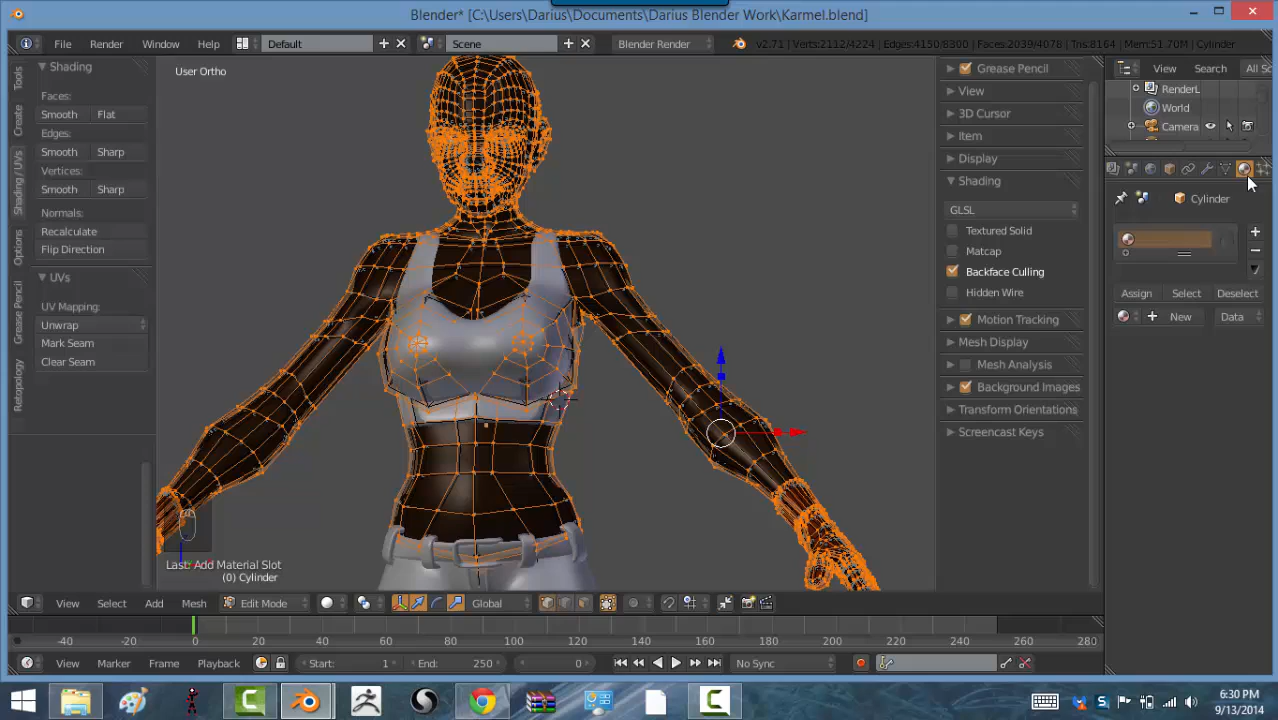 Blender* [C:\Users\Darius\Documents\Darius Blender Work\Karmel.blend]
File Render Window Help Default Scene Blender Render v2.71 | Verts:2112/4224 | Edges:4150/8300 | Faces:2039/4078 | Tris:8164 | Mem:51.70M | Cylinder
View Search All Sc
RenderL
World
Camera
Tools
Create
Shading / UVs
Options
Grease Pencil
Retopology
Shading
Faces:
Smooth Flat
Edges:
Smooth Sharp
Vertices:
Smooth Sharp
Normals:
Recalculate
Flip Direction
UVs
UV Mapping:
Unwrap
Mark Seam
Clear Seam
User Ortho
Last: Add Material Slot
(0) Cylinder
Grease Pencil
View
3D Cursor
Item
Display
Shading
GLSL
Textured Solid
Matcap
Backface Culling
Hidden Wire
Motion Tracking
Mesh Display
Mesh Analysis
Background Images
Transform Orientations
Screencast Keys
Cylinder
Assign Select Deselect
New Data
View Select Add Mesh Edit Mode Global
-40 -20 0 20 40 60 80 100 120 140 160 180 200 220 240 260 280
View Marker Frame Playback Start: 1 End: 250 0 No Sync
6:30 PM
9/13/2014